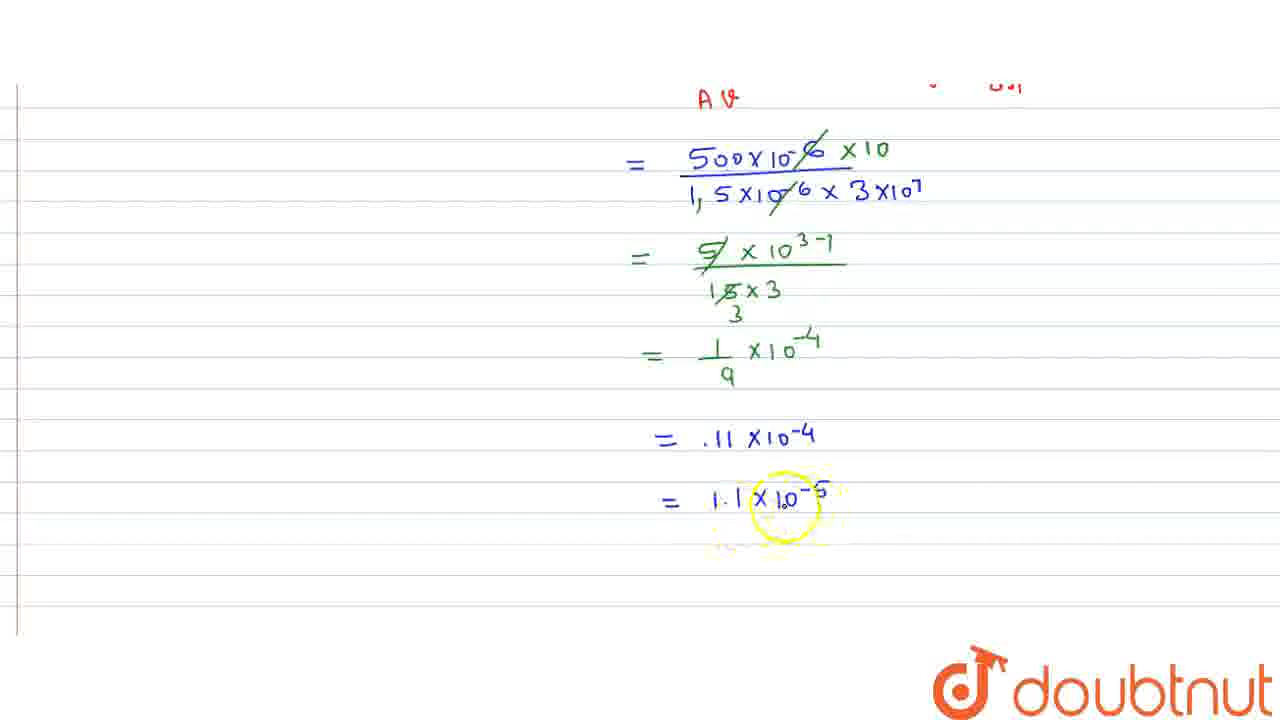 A v
= 500 × 10⁻⁶ × 10
1,5 × 10⁻⁶ × 3 × 10⁷
= 5 × 10³⁻⁷
15 × 3
3
= 1 × 10⁻⁴
9
= .11 × 10⁻⁴
= 1.1 × 10⁻⁵
doubtnut